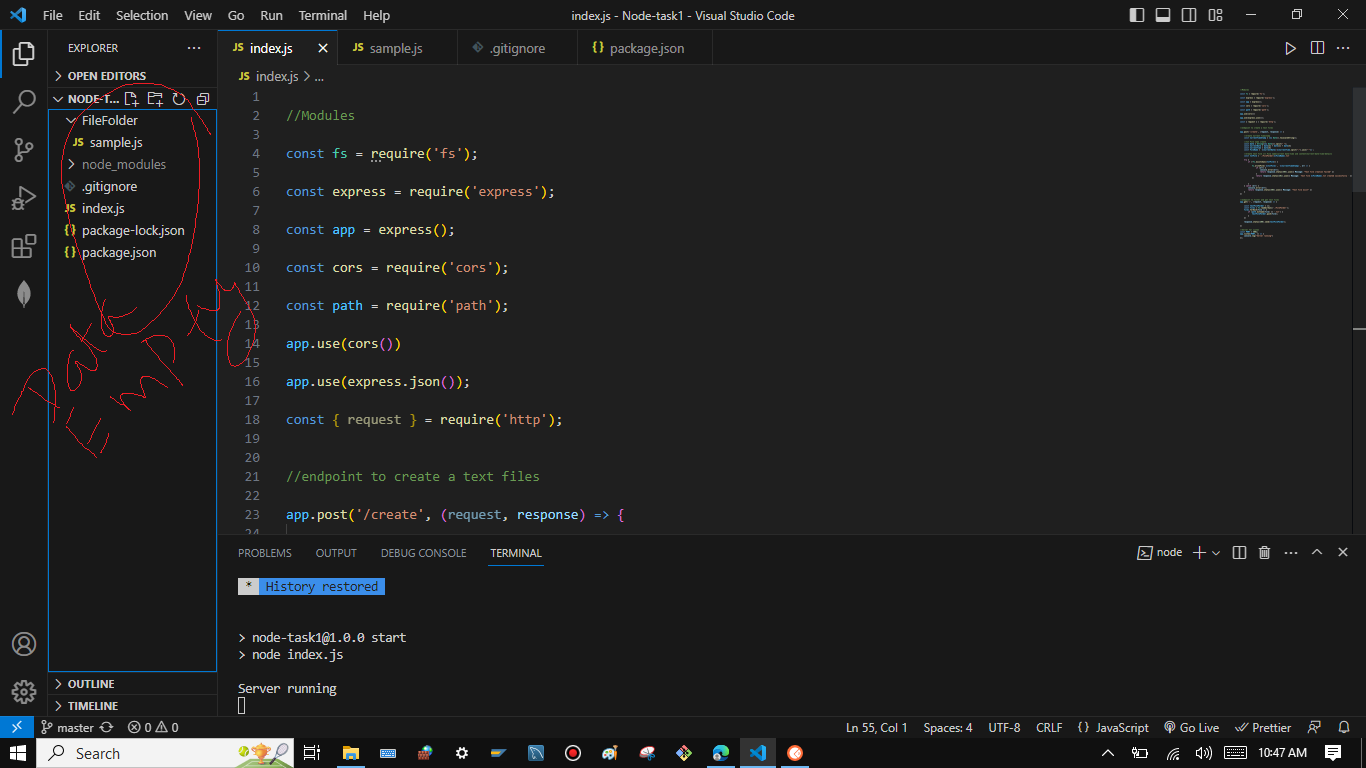 File Edit Selection View Go Run Terminal Help
index.js - Node-task1 - Visual Studio Code
EXPLORER
OPEN EDITORS
NODE-T...
FileFolder
JS sample.js
node_modules
.gitignore
JS index.js
{} package-lock.json
{} package.json
OUTLINE
TIMELINE
JS index.js
JS sample.js
.gitignore
{} package.json
JS index.js > ...
1
2 //Modules
3
4 const fs = require('fs');
5
6 const express = require('express');
7
8 const app = express();
9
10 const cors = require('cors');
11
12 const path = require('path');
13
14 app.use(cors())
15
16 app.use(express.json());
17
18 const { request } = require('http');
19
20
21 //endpoint to create a text files
22
23 app.post('/create', (request, response) => {
24
PROBLEMS OUTPUT DEBUG CONSOLE TERMINAL
node
* History restored
> node-task1@1.0.0 start
> node index.js
Server running
master 0 0
Ln 55, Col 1 Spaces: 4 UTF-8 CRLF {} JavaScript Go Live Prettier
Search
10:47 AM